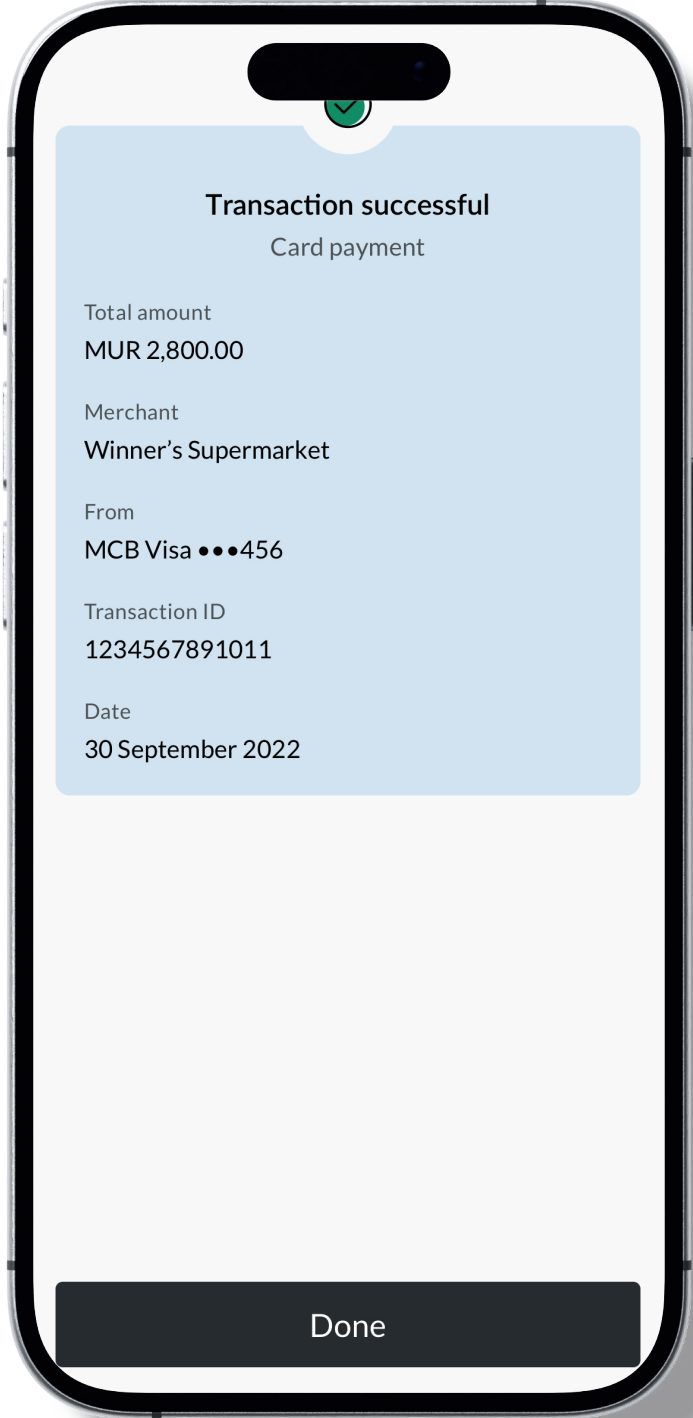 Transaction successful
Card payment
Total amount
MUR 2,800.00
Merchant
Winner’s Supermarket
From
MCB Visa •••456
Transaction ID
1234567891011
Date
30 September 2022
Done